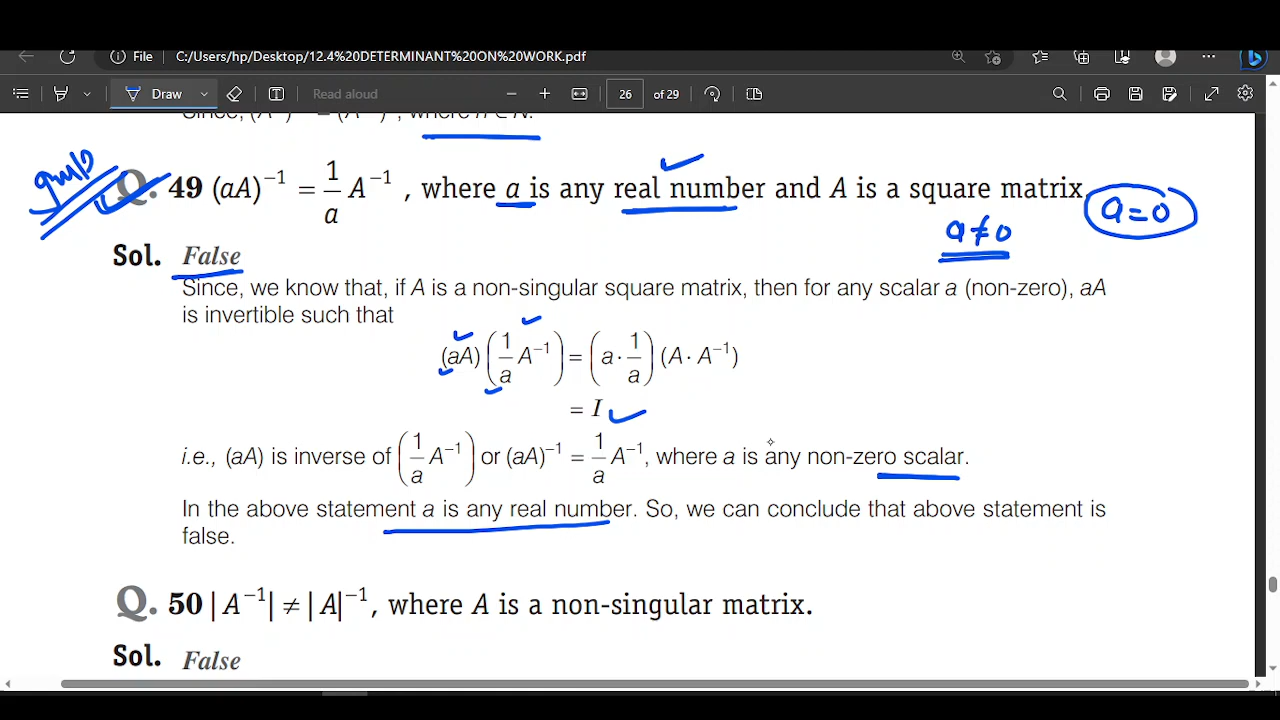 File C:/Users/hp/Desktop/12.4%20DETERMINANT%20ON%20WORK.pdf
Draw Read aloud 26 of 29
where n ∈ N.
Q. 49 (aA)⁻¹ = 1/a A⁻¹, where a is any real number and A is a square matrix.
a = 0
a ≠ 0
Sol. False
Since, we know that, if A is a non-singular square matrix, then for any scalar a (non-zero), aA
is invertible such that
(aA) (1/a A⁻¹) = (a · 1/a) (A · A⁻¹)
= I
i.e., (aA) is inverse of (1/a A⁻¹) or (aA)⁻¹ = 1/a A⁻¹, where a is any non-zero scalar.
In the above statement a is any real number. So, we can conclude that above statement is
false.
Q. 50 |A⁻¹| ≠ |A|⁻¹, where A is a non-singular matrix.
Sol. False